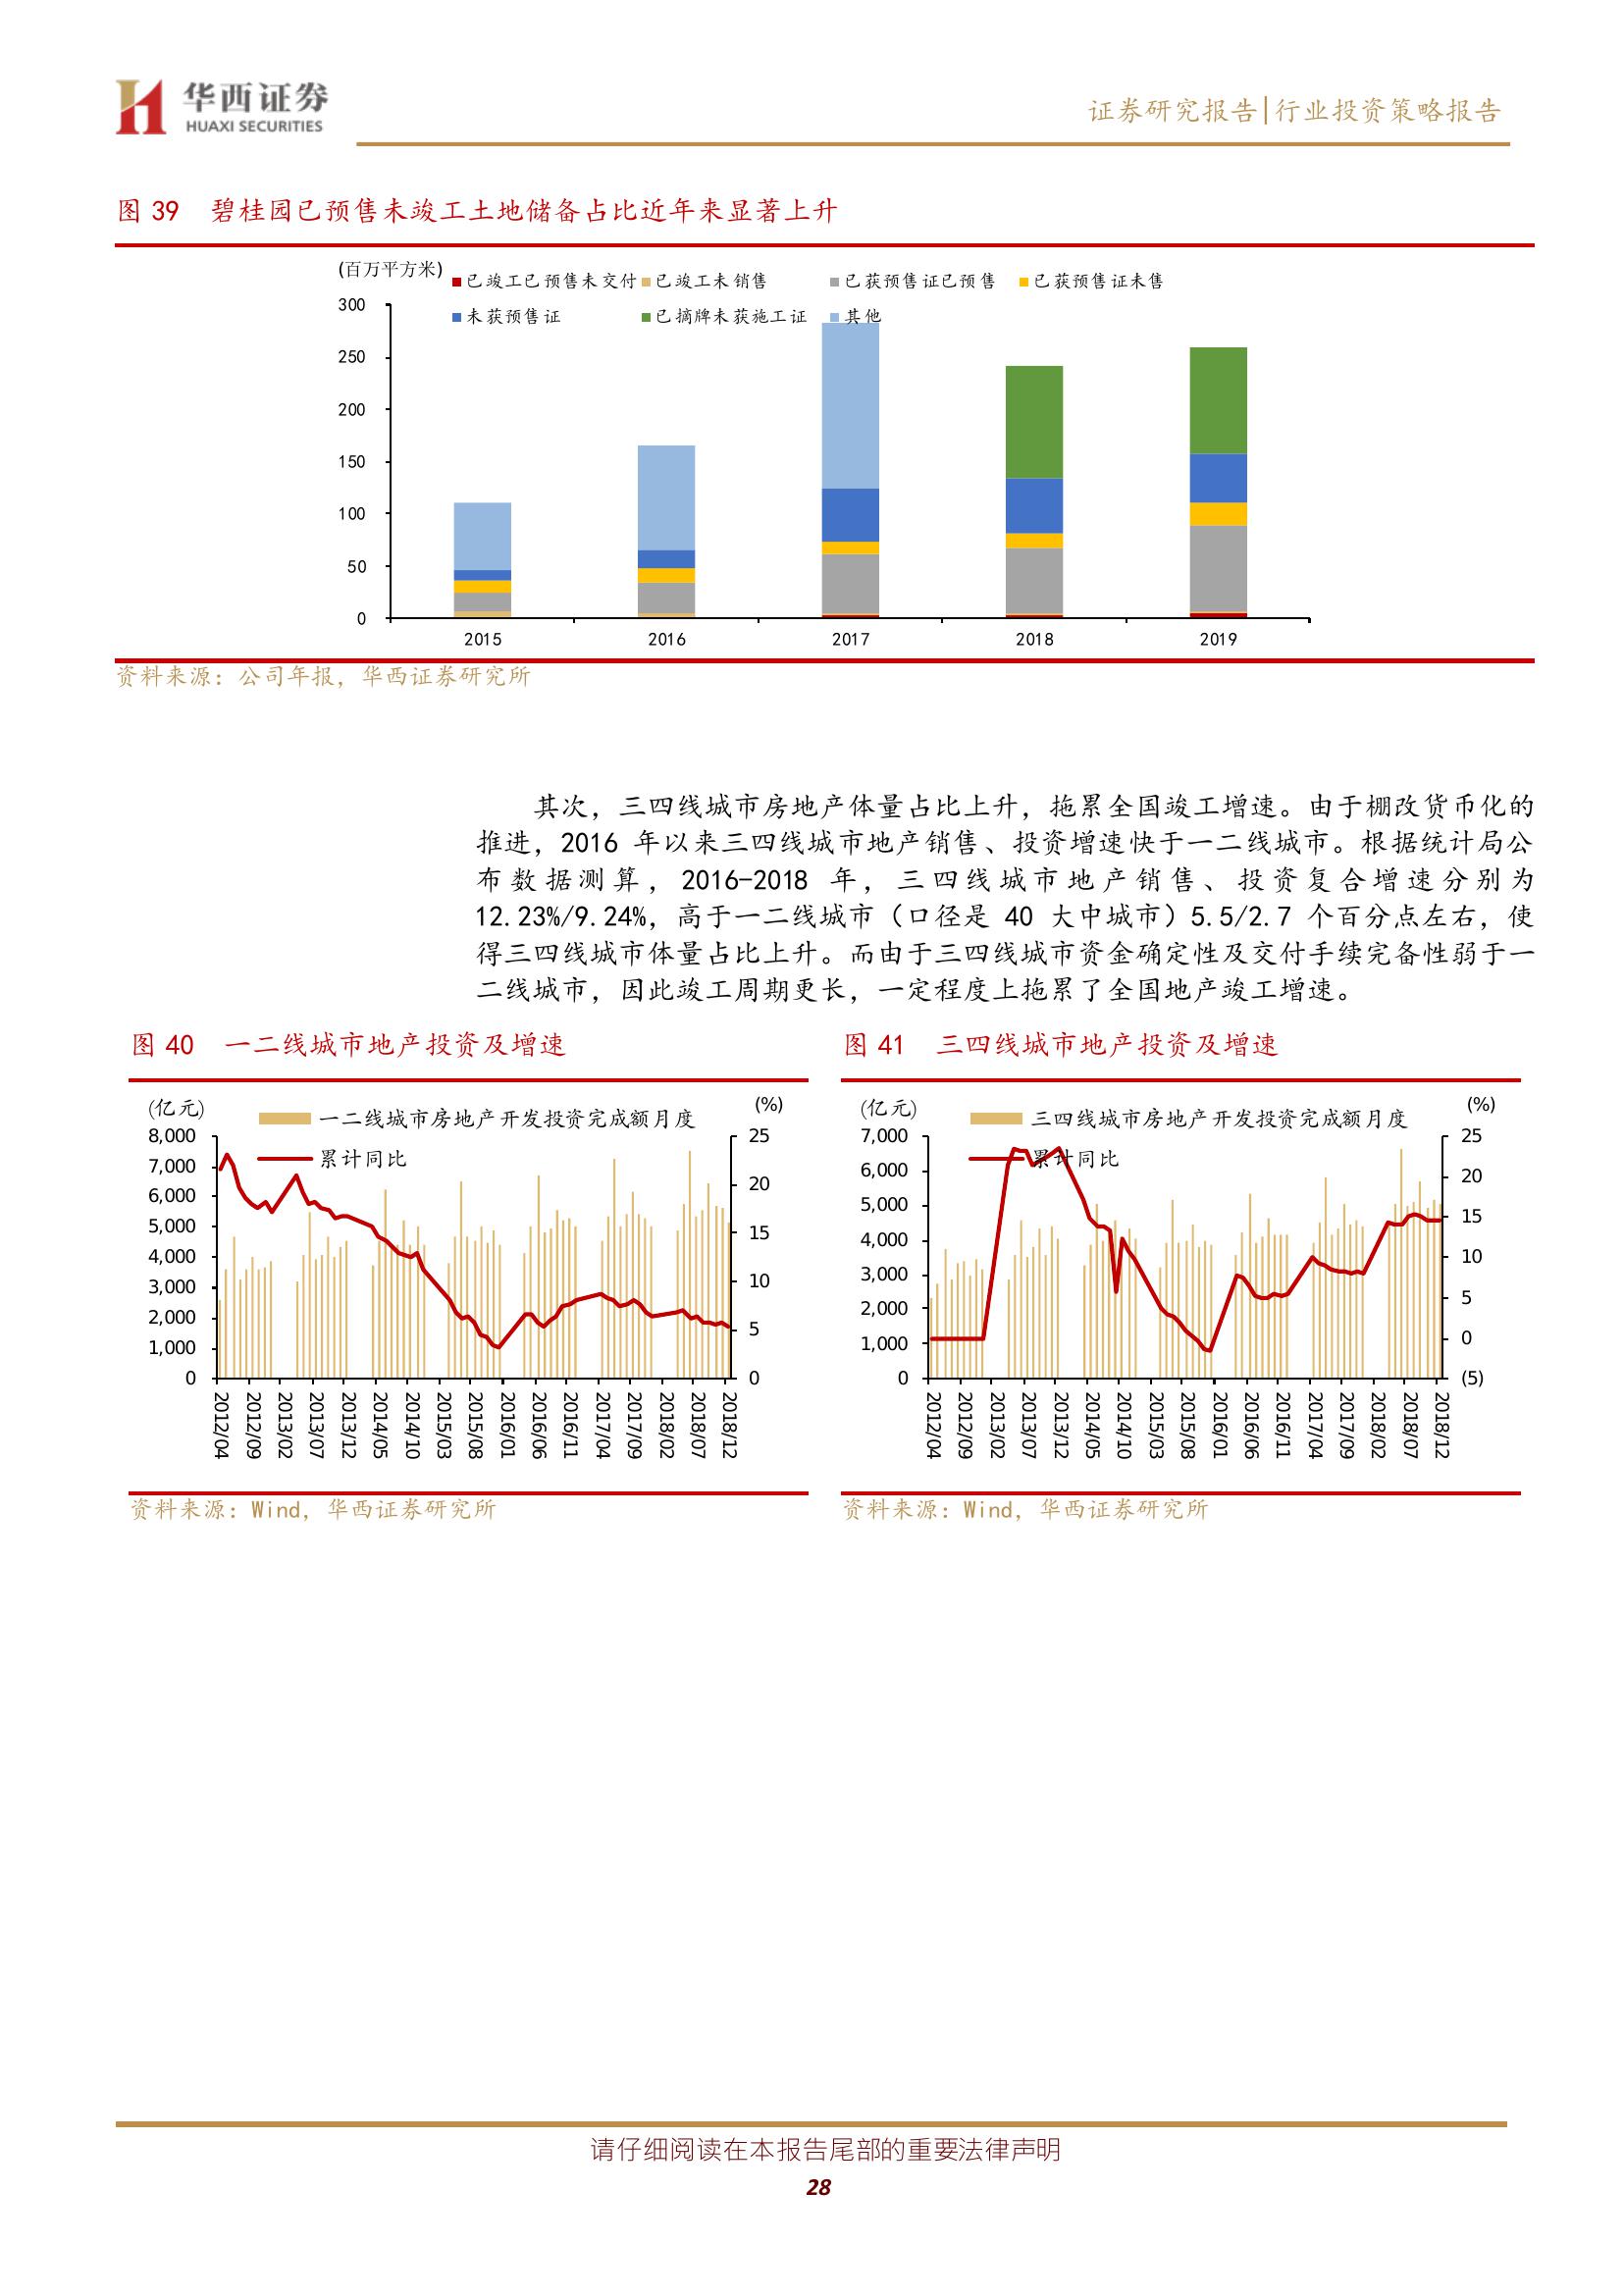 华西证券
HUAXI SECURITIES
证券研究报告|行业投资策略报告
图 39 碧桂园已预售未竣工土地储备占比近年来显著上升
(百万平方米)
已竣工已预售未交付 已竣工未销售 已获预售证已预售 已获预售证未售
未获预售证 已摘牌未获施工证 其他
300
250
200
150
100
50
0
2015 2016 2017 2018 2019
资料来源：公司年报，华西证券研究所
其次，三四线城市房地产体量占比上升，拖累全国竣工增速。由于棚改货币化的
推进，2016 年以来三四线城市地产销售、投资增速快于一二线城市。根据统计局公
布数据测算，2016-2018 年，三四线城市地产销售、投资复合增速分别为
12.23%/9.24%，高于一二线城市（口径是 40 大中城市）5.5/2.7 个百分点左右，使
得三四线城市体量占比上升。而由于三四线城市资金确定性及交付手续完备性弱于一
二线城市，因此竣工周期更长，一定程度上拖累了全国地产竣工增速。
图 40 一二线城市地产投资及增速
(亿元) (%)
一二线城市房地产开发投资完成额月度
累计同比
8,000
7,000
6,000
5,000
4,000
3,000
2,000
1,000
0
25
20
15
10
5
0
2012/04 2012/09 2013/02 2013/07 2013/12 2014/05 2014/10 2015/03 2015/08 2016/01 2016/06 2016/11 2017/04 2017/09 2018/02 2018/07 2018/12
资料来源：Wind，华西证券研究所
图 41 三四线城市地产投资及增速
(亿元) (%)
三四线城市房地产开发投资完成额月度
累计同比
7,000
6,000
5,000
4,000
3,000
2,000
1,000
0
25
20
15
10
5
0
(5)
2012/04 2012/09 2013/02 2013/07 2013/12 2014/05 2014/10 2015/03 2015/08 2016/01 2016/06 2016/11 2017/04 2017/09 2018/02 2018/07 2018/12
资料来源：Wind，华西证券研究所
请仔细阅读在本报告尾部的重要法律声明
28